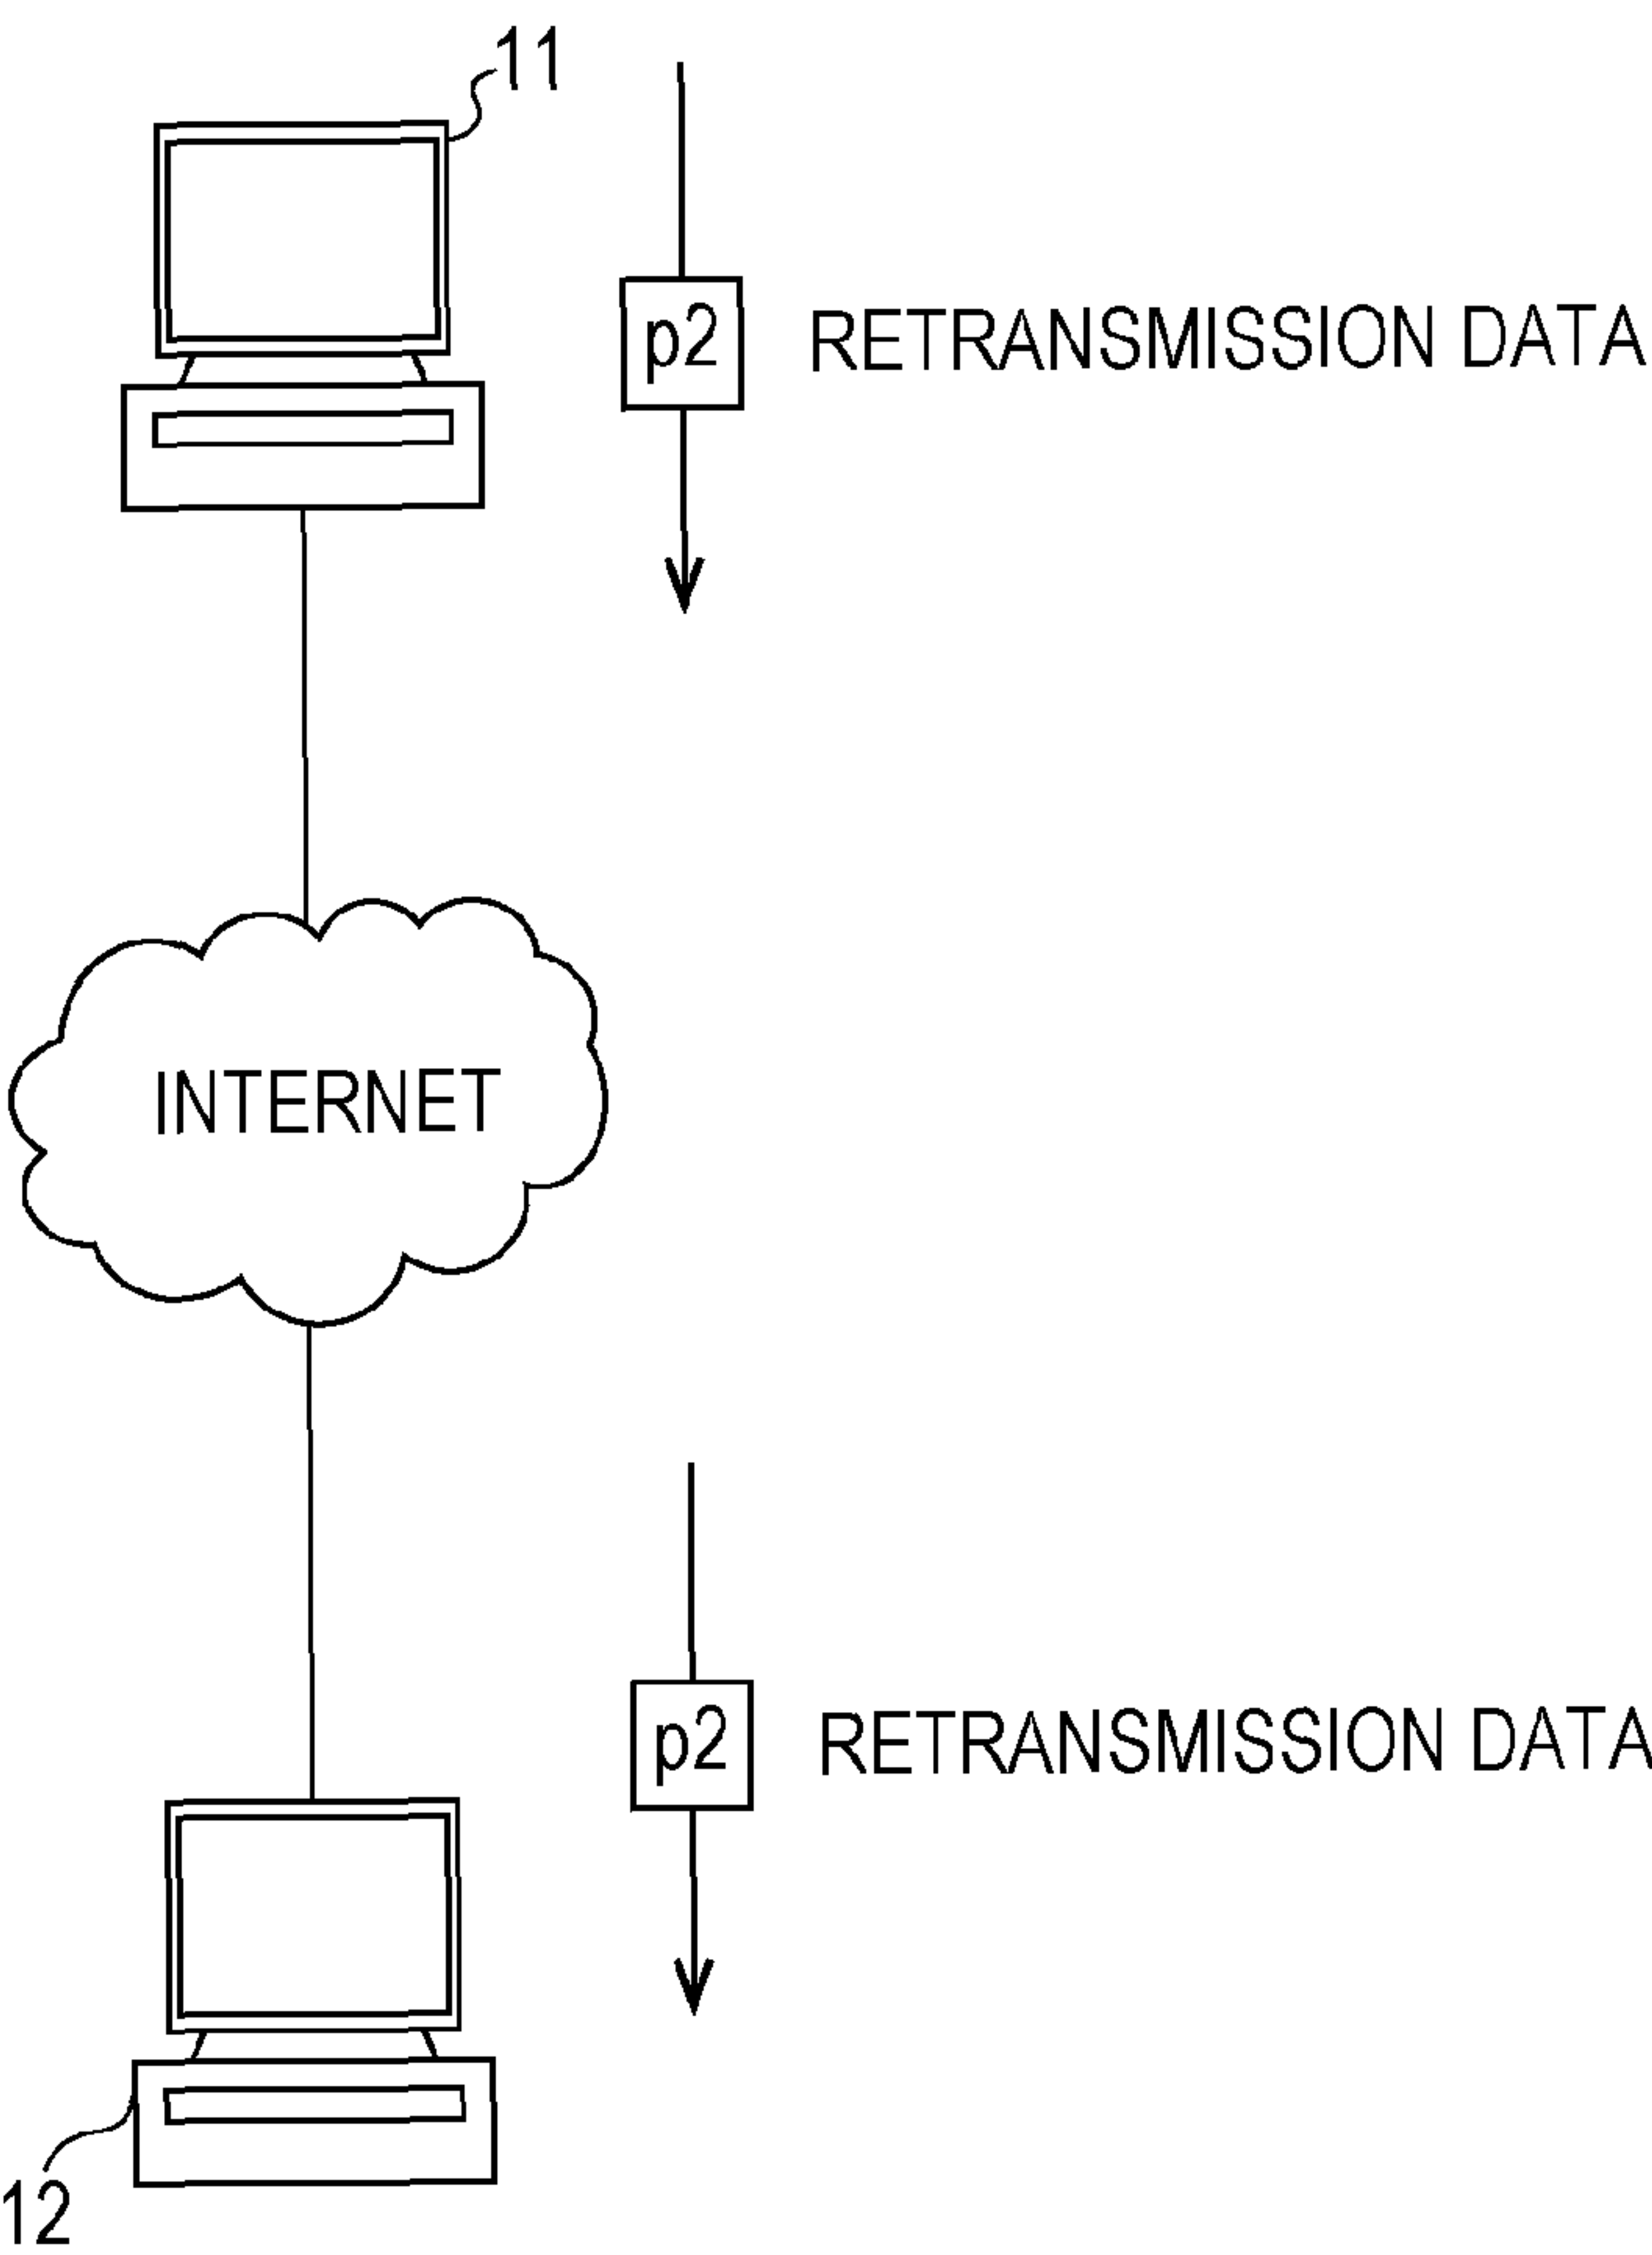 11
p2 RETRANSMISSION DATA
INTERNET
p2 RETRANSMISSION DATA
12